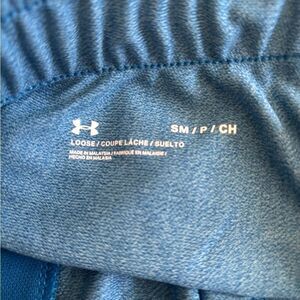 SM / P / CH
LOOSE / COUPE LÂCHE / SUELTO
MADE IN MALAYSIA / FABRIQUÉ EN MALAISIE /
HECHO EN MALASIA